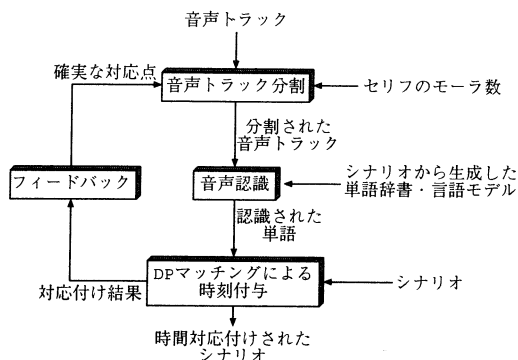 音声トラック
確実な対応点
音声トラック分割
セリフのモーラ数
分割された
音声トラック
フィードバック
音声認識
シナリオから生成した
単語辞書・言語モデル
認識された
単語
DPマッチングによる
時刻付与
対応付け結果
シナリオ
時間対応付けされた
シナリオ